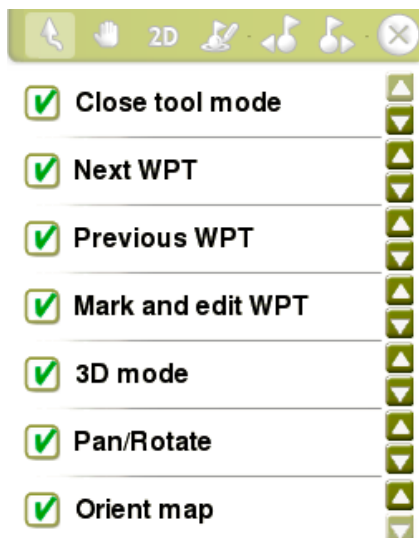 2D
Close tool mode
Next WPT
Previous WPT
Mark and edit WPT
3D mode
Pan/Rotate
Orient map